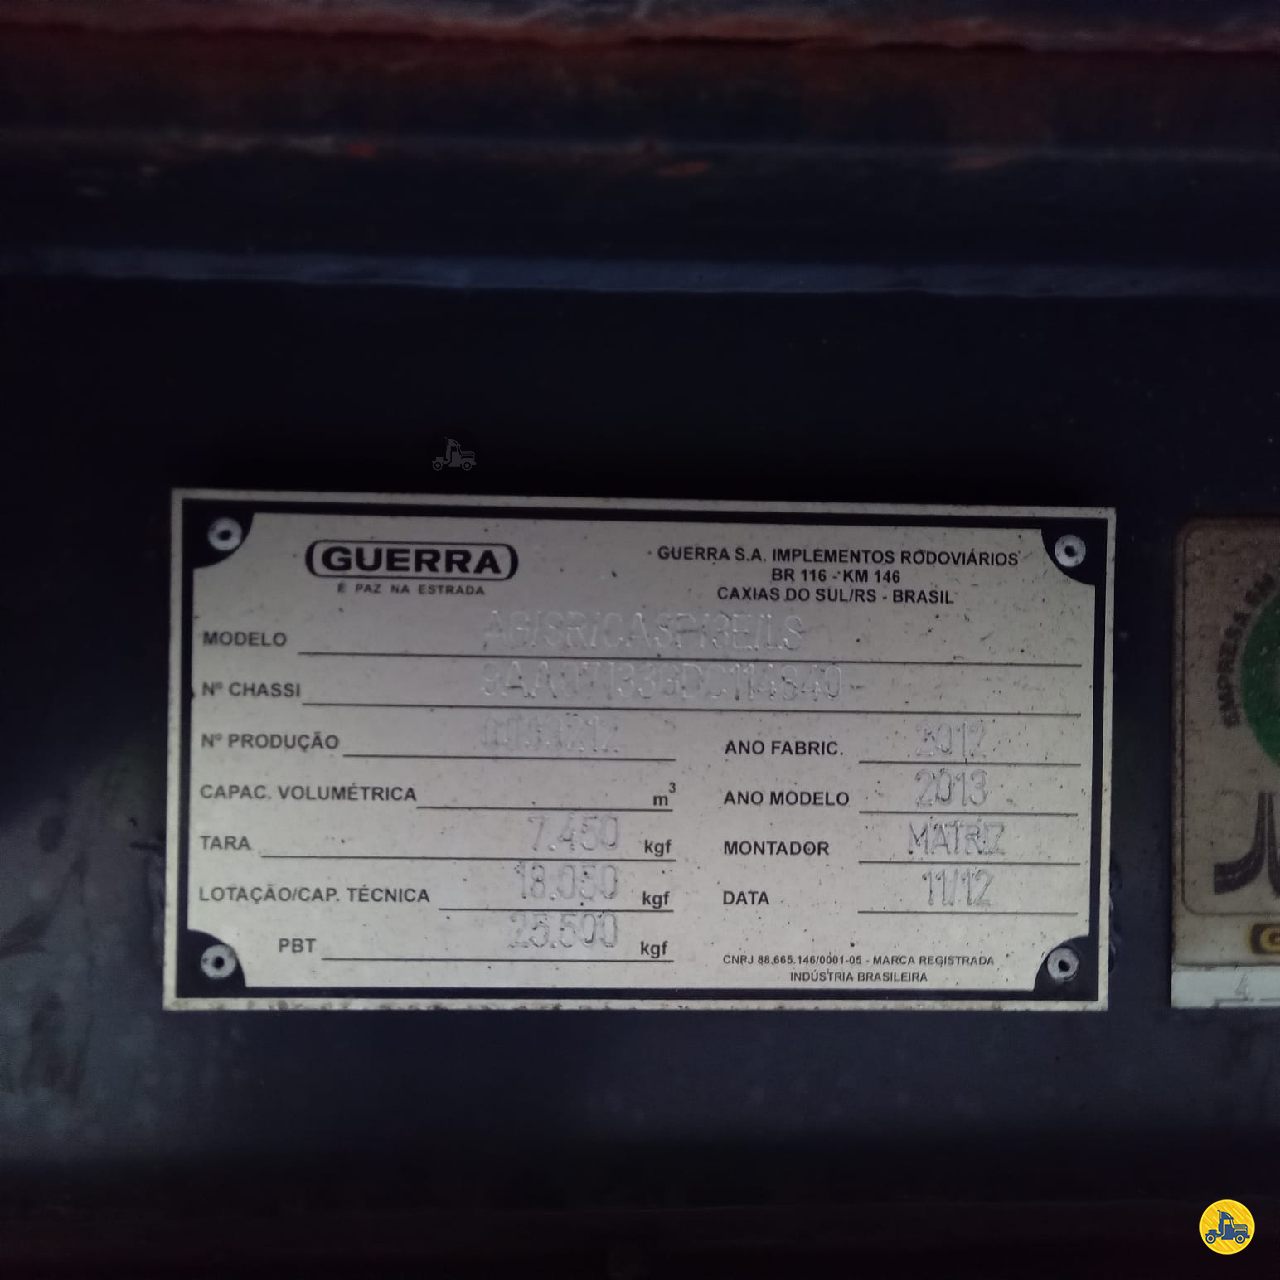 GUERRA
É PAZ NA ESTRADA
GUERRA S.A. IMPLEMENTOS RODOVIÁRIOS
BR 116 - KM 146
CAXIAS DO SUL/RS - BRASIL
MODELO
Nº CHASSI
Nº PRODUÇÃO
ANO FABRIC. 2012
CAPAC. VOLUMÉTRICA m³
ANO MODELO 2013
TARA 7.450 kgf
MONTADOR MATRIZ
LOTAÇÃO/CAP. TÉCNICA 18.050 kgf
DATA 11/12
PBT 25.500 kgf
CNPJ 88.665.146/0001-05 - MARCA REGISTRADA
INDÚSTRIA BRASILEIRA
EMPRESA
4